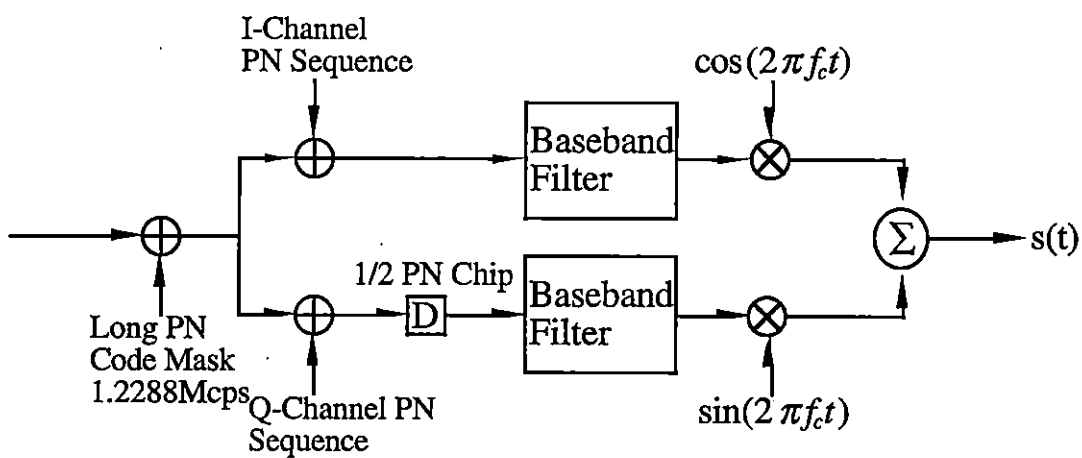 I-Channel
PN Sequence
cos(2πf_ct)
Baseband
Filter
Σ
s(t)
1/2 PN Chip
D
Baseband
Filter
Long PN
Code Mask
1.2288Mcps
Q-Channel PN
Sequence
sin(2πf_ct)